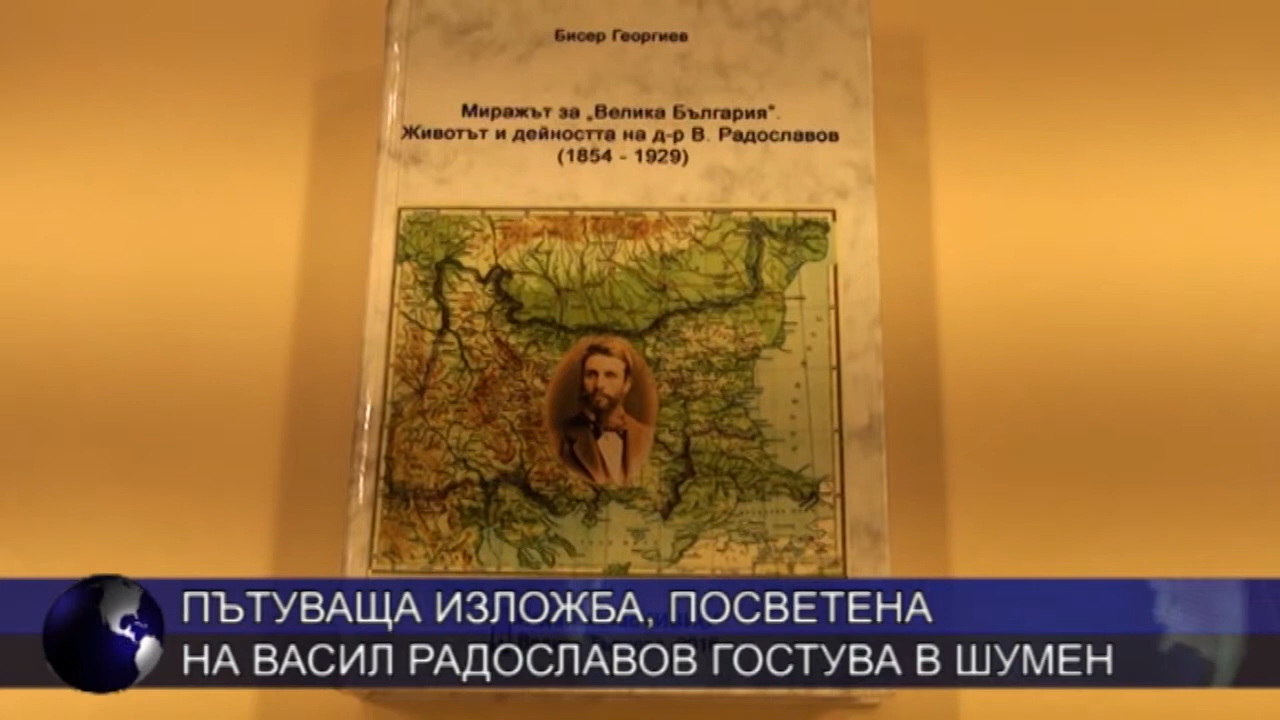 Бисер Георгиев
Миражът за „Велика България".
Животът и дейността на д-р В. Радославов
(1854 - 1929)
ПЪТУВАЩА ИЗЛОЖБА, ПОСВЕТЕНА
НА ВАСИЛ РАДОСЛАВОВ ГОСТУВА В ШУМЕН